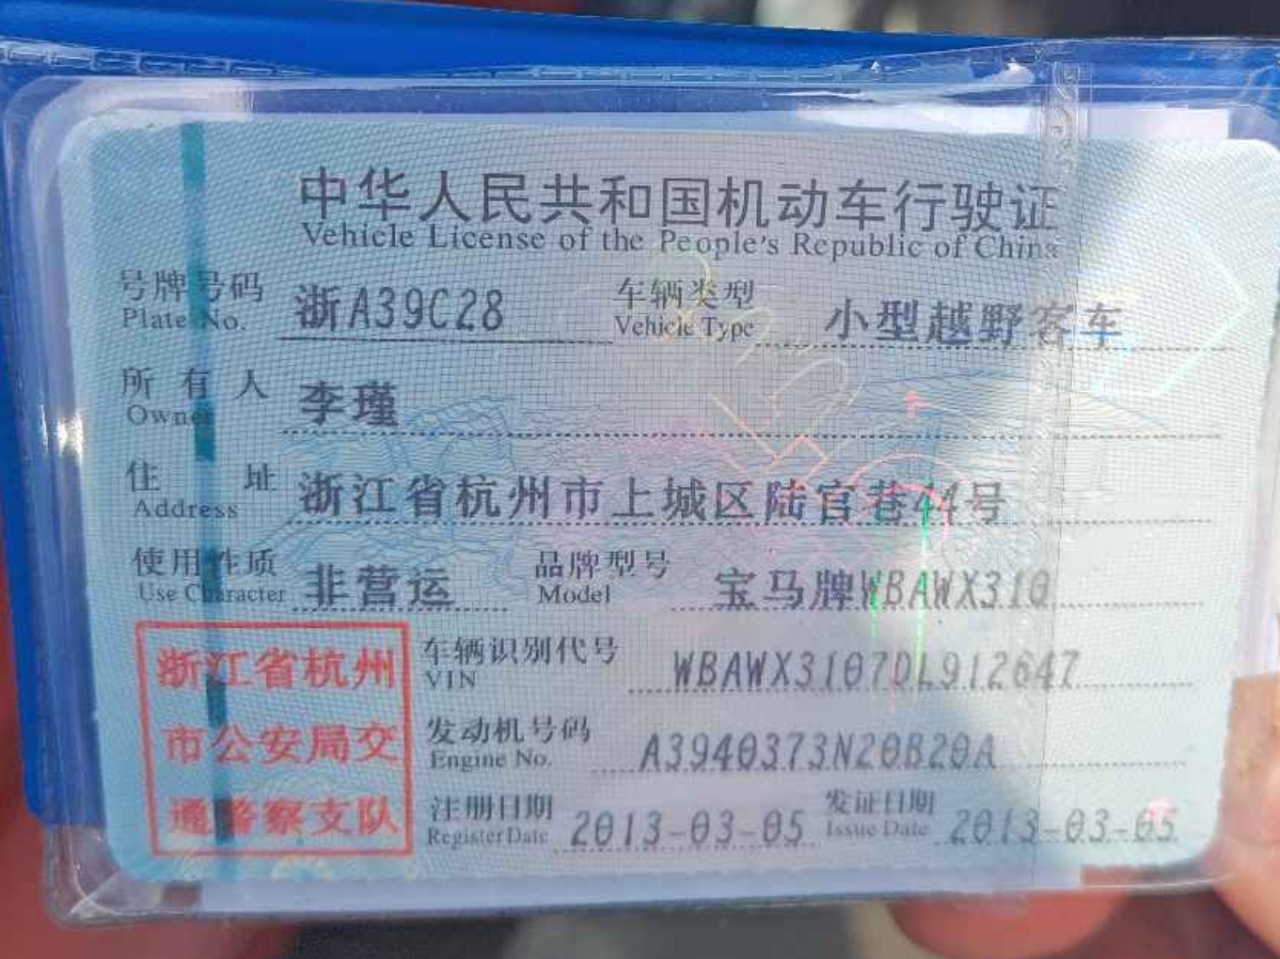 中华人民共和国机动车行驶证
Vehicle License of the People's Republic of China
号牌号码 浙A39C28 车辆类型 小型越野客车
Plate No. Vehicle Type
所有人 李瑾
Owner
住址 浙江省杭州市上城区陆官巷44号
Address
使用性质 非营运 品牌型号 宝马牌WBAWX310
Use Character Model
浙江省杭州
市公安局交
通警察支队
车辆识别代号 WBAWX3107DL912647
VIN
发动机号码 A3940373N20B20A
Engine No.
注册日期 2013-03-05 发证日期 2013-03-05
Register Date Issue Date